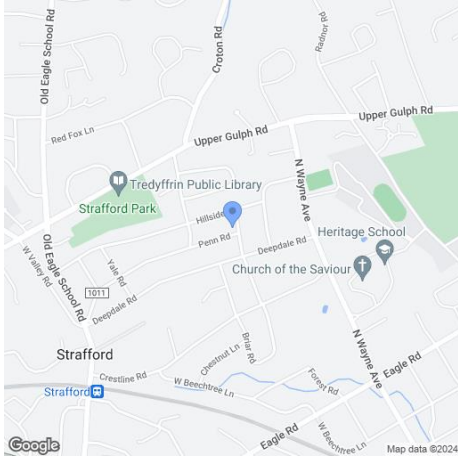 Old Eagle School Rd
Croton Rd
Radnor Rd
Upper Gulph Rd
Red Fox Ln
Upper Gulph Rd
Tredyffrin Public Library
Strafford Park
N Wayne Ave
Hillside
Heritage School
Penn Rd
Deepdale Rd
W Valley Rd
Old Eagle School Rd
Yale Rd
Church of the Saviour
1011
Deepdale Rd
N Wayne Ave
Strafford
Briar Rd
Chestnut Ln
Eagle Rd
Crestline Rd
W Beechtree Ln
Forest Rd
Strafford
Eagle Rd
W Beechtree Ln
Google
Map data ©2024